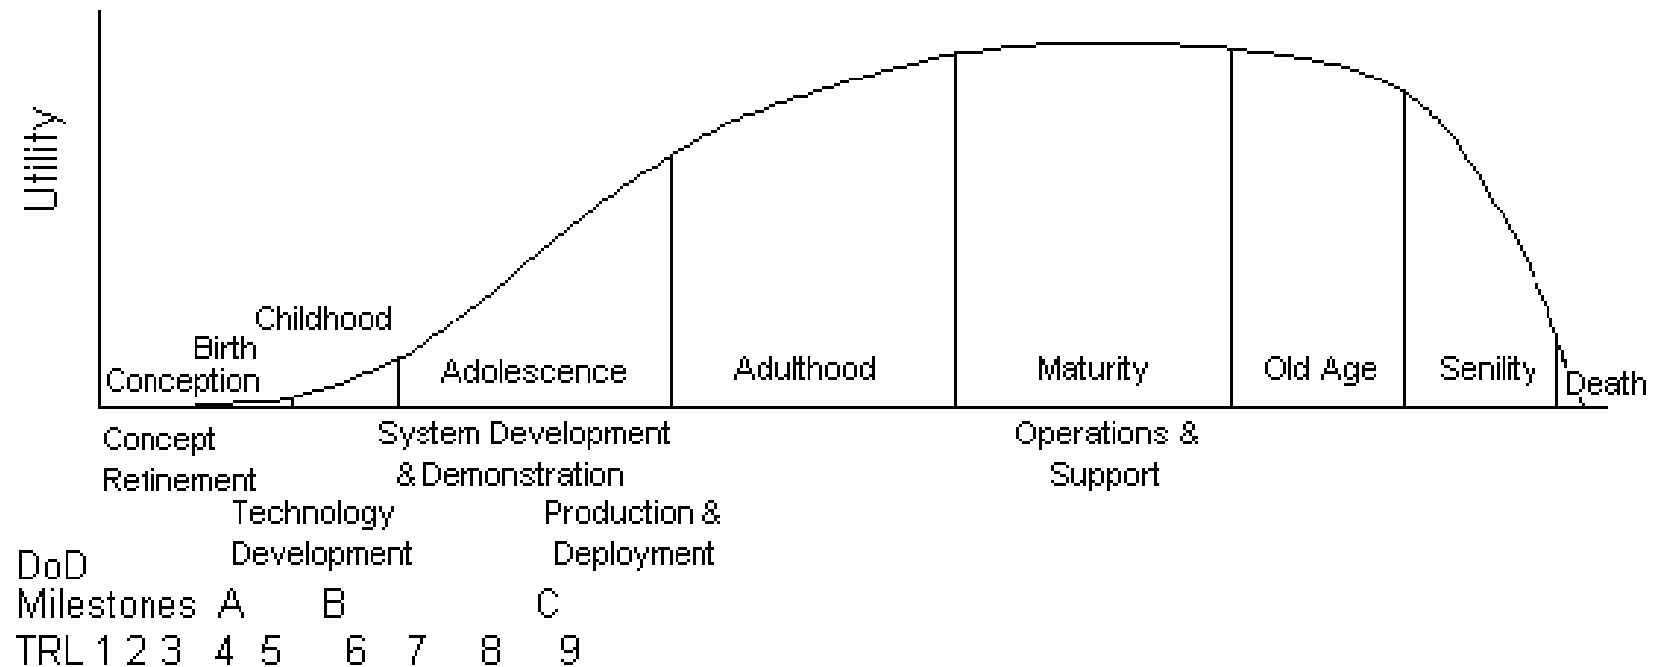 Utility
Childhood
Birth
Conception
Adolescence
Adulthood
Maturity
Old Age
Senility
Death
Concept
Refinement
System Development
& Demonstration
Operations &
Support
Technology
Development
Production &
Deployment
DoD
Milestones A B C
TRL 1 2 3 4 5 6 7 8 9